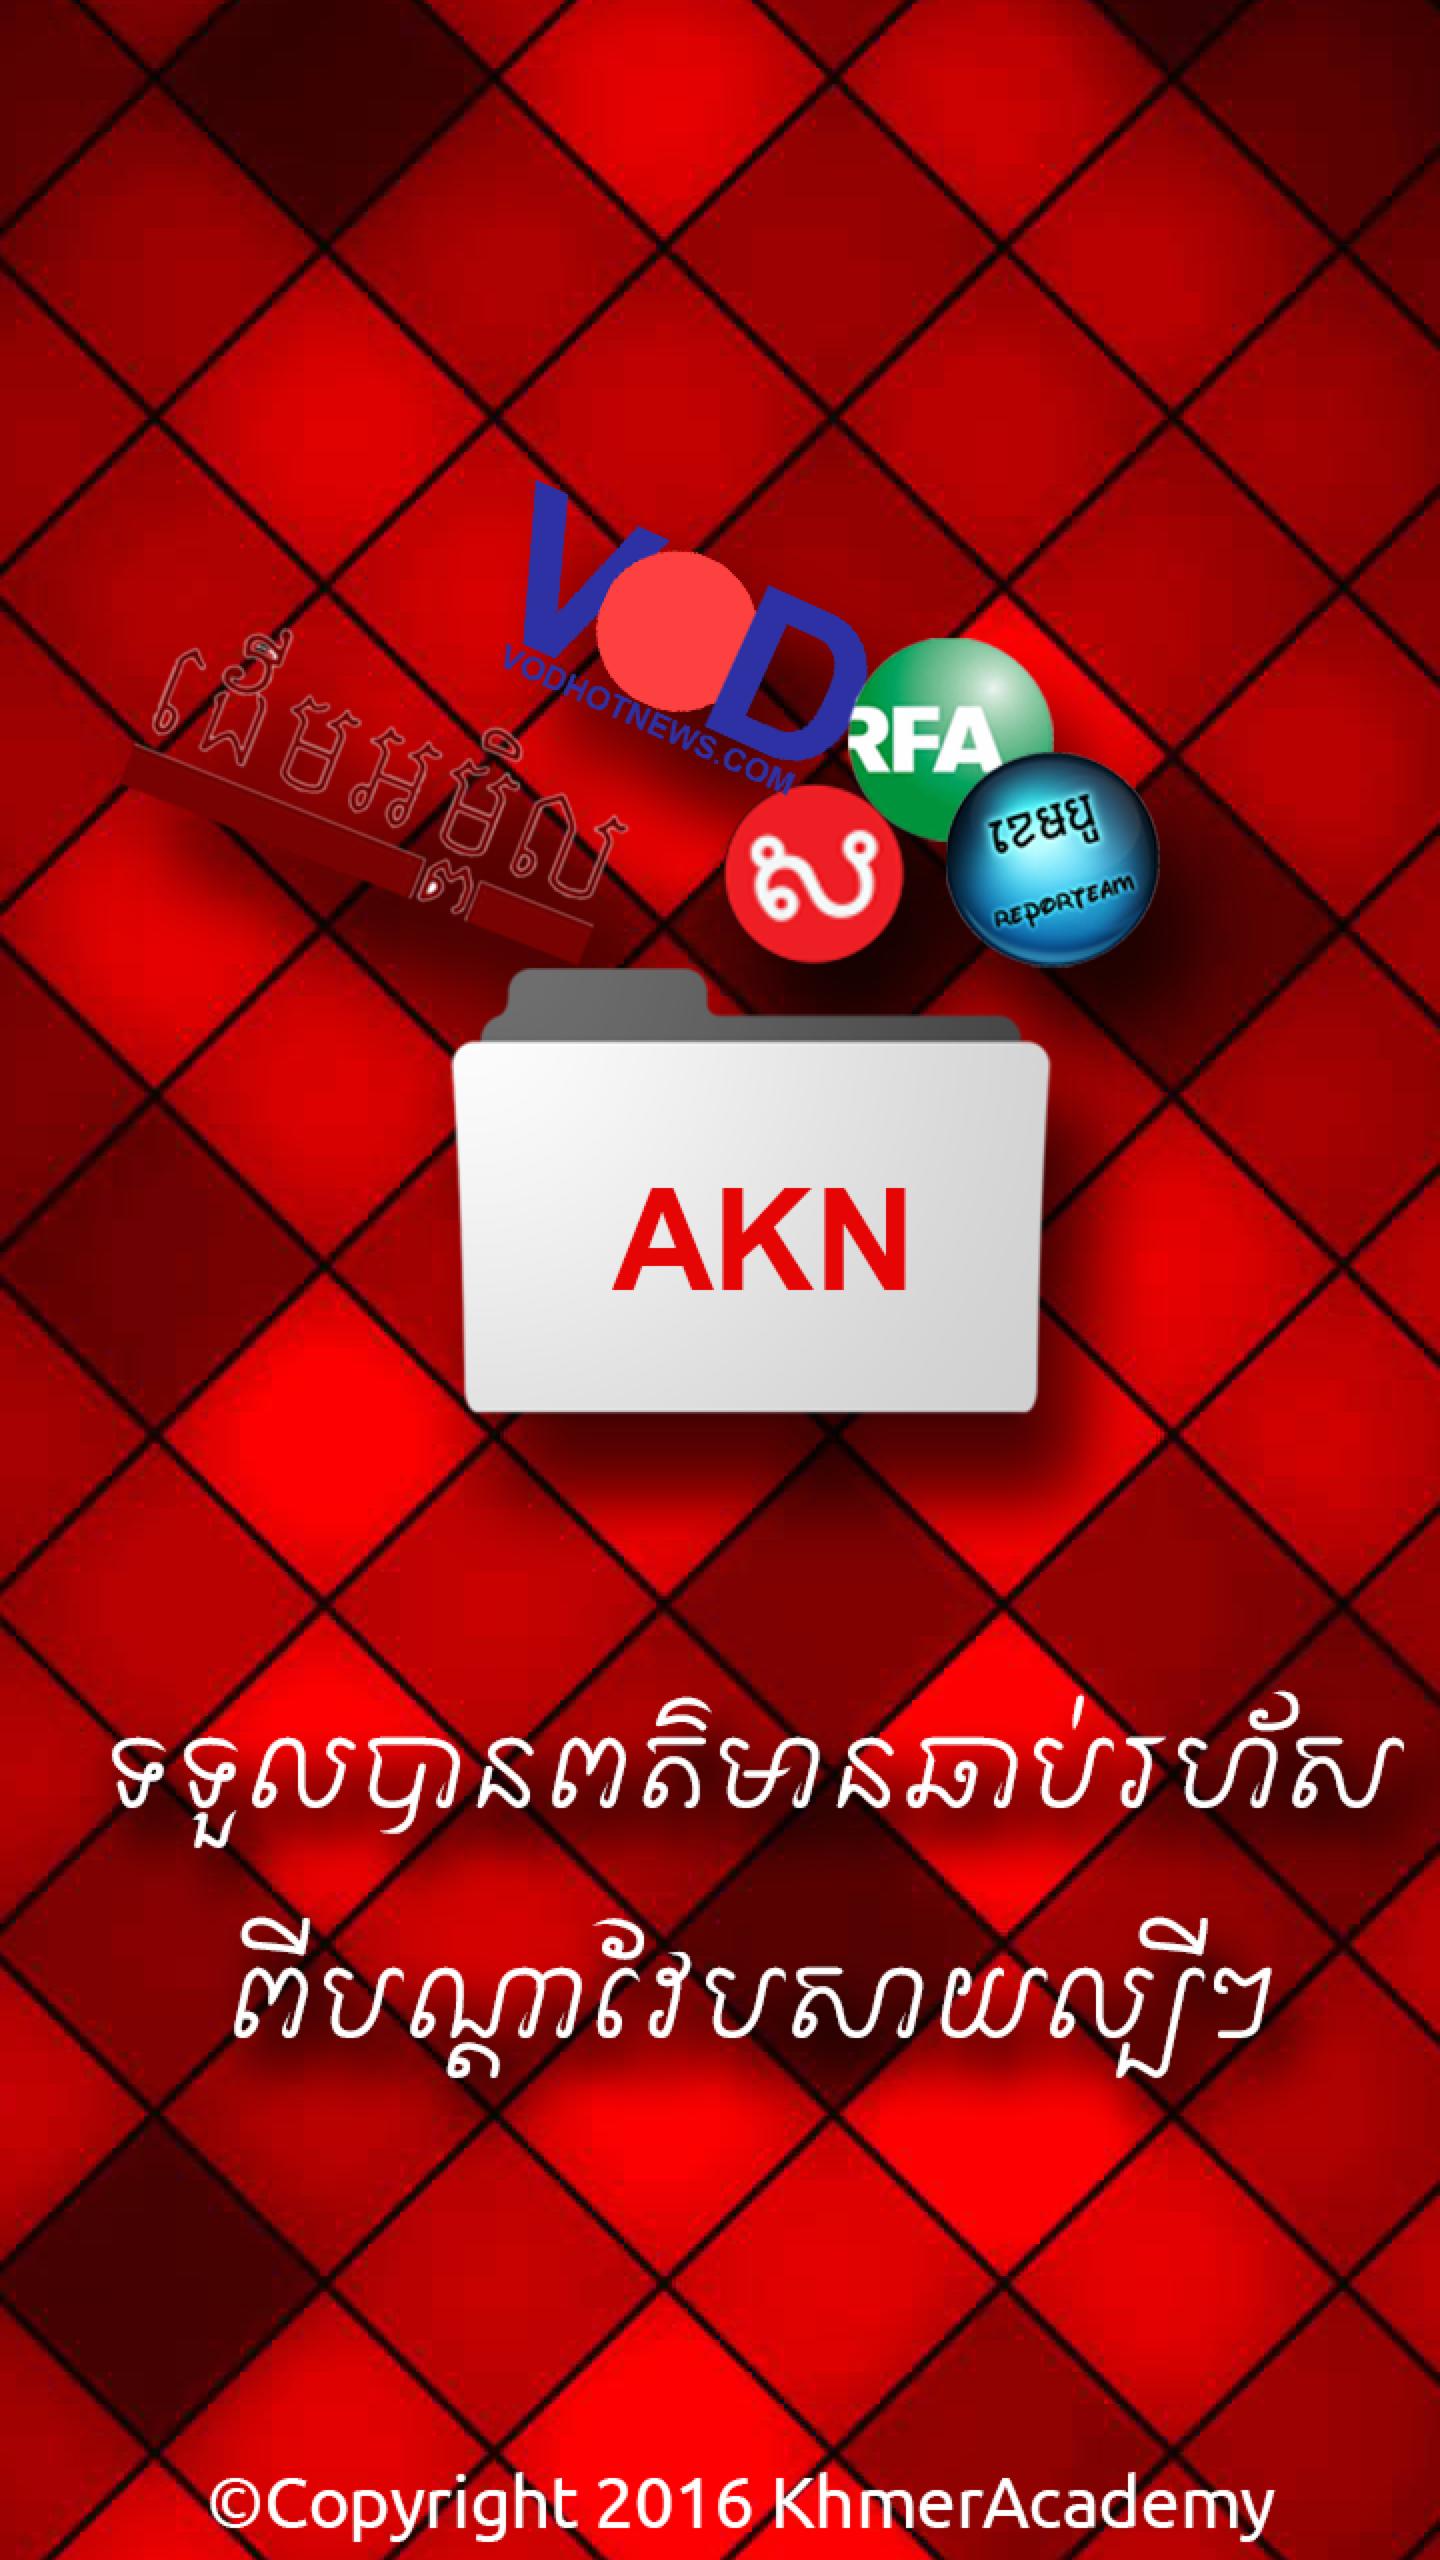 VOD
VODHOTNEWS.COM
ដើមអម្ពិល
RFA
ស
ខេមបូ
REPORTEAM
AKN
ទទួលបានពត៌មានឆាប់រហ័ស
ពីបណ្តាវែបសាយល្បីៗ
©Copyright 2016 KhmerAcademy